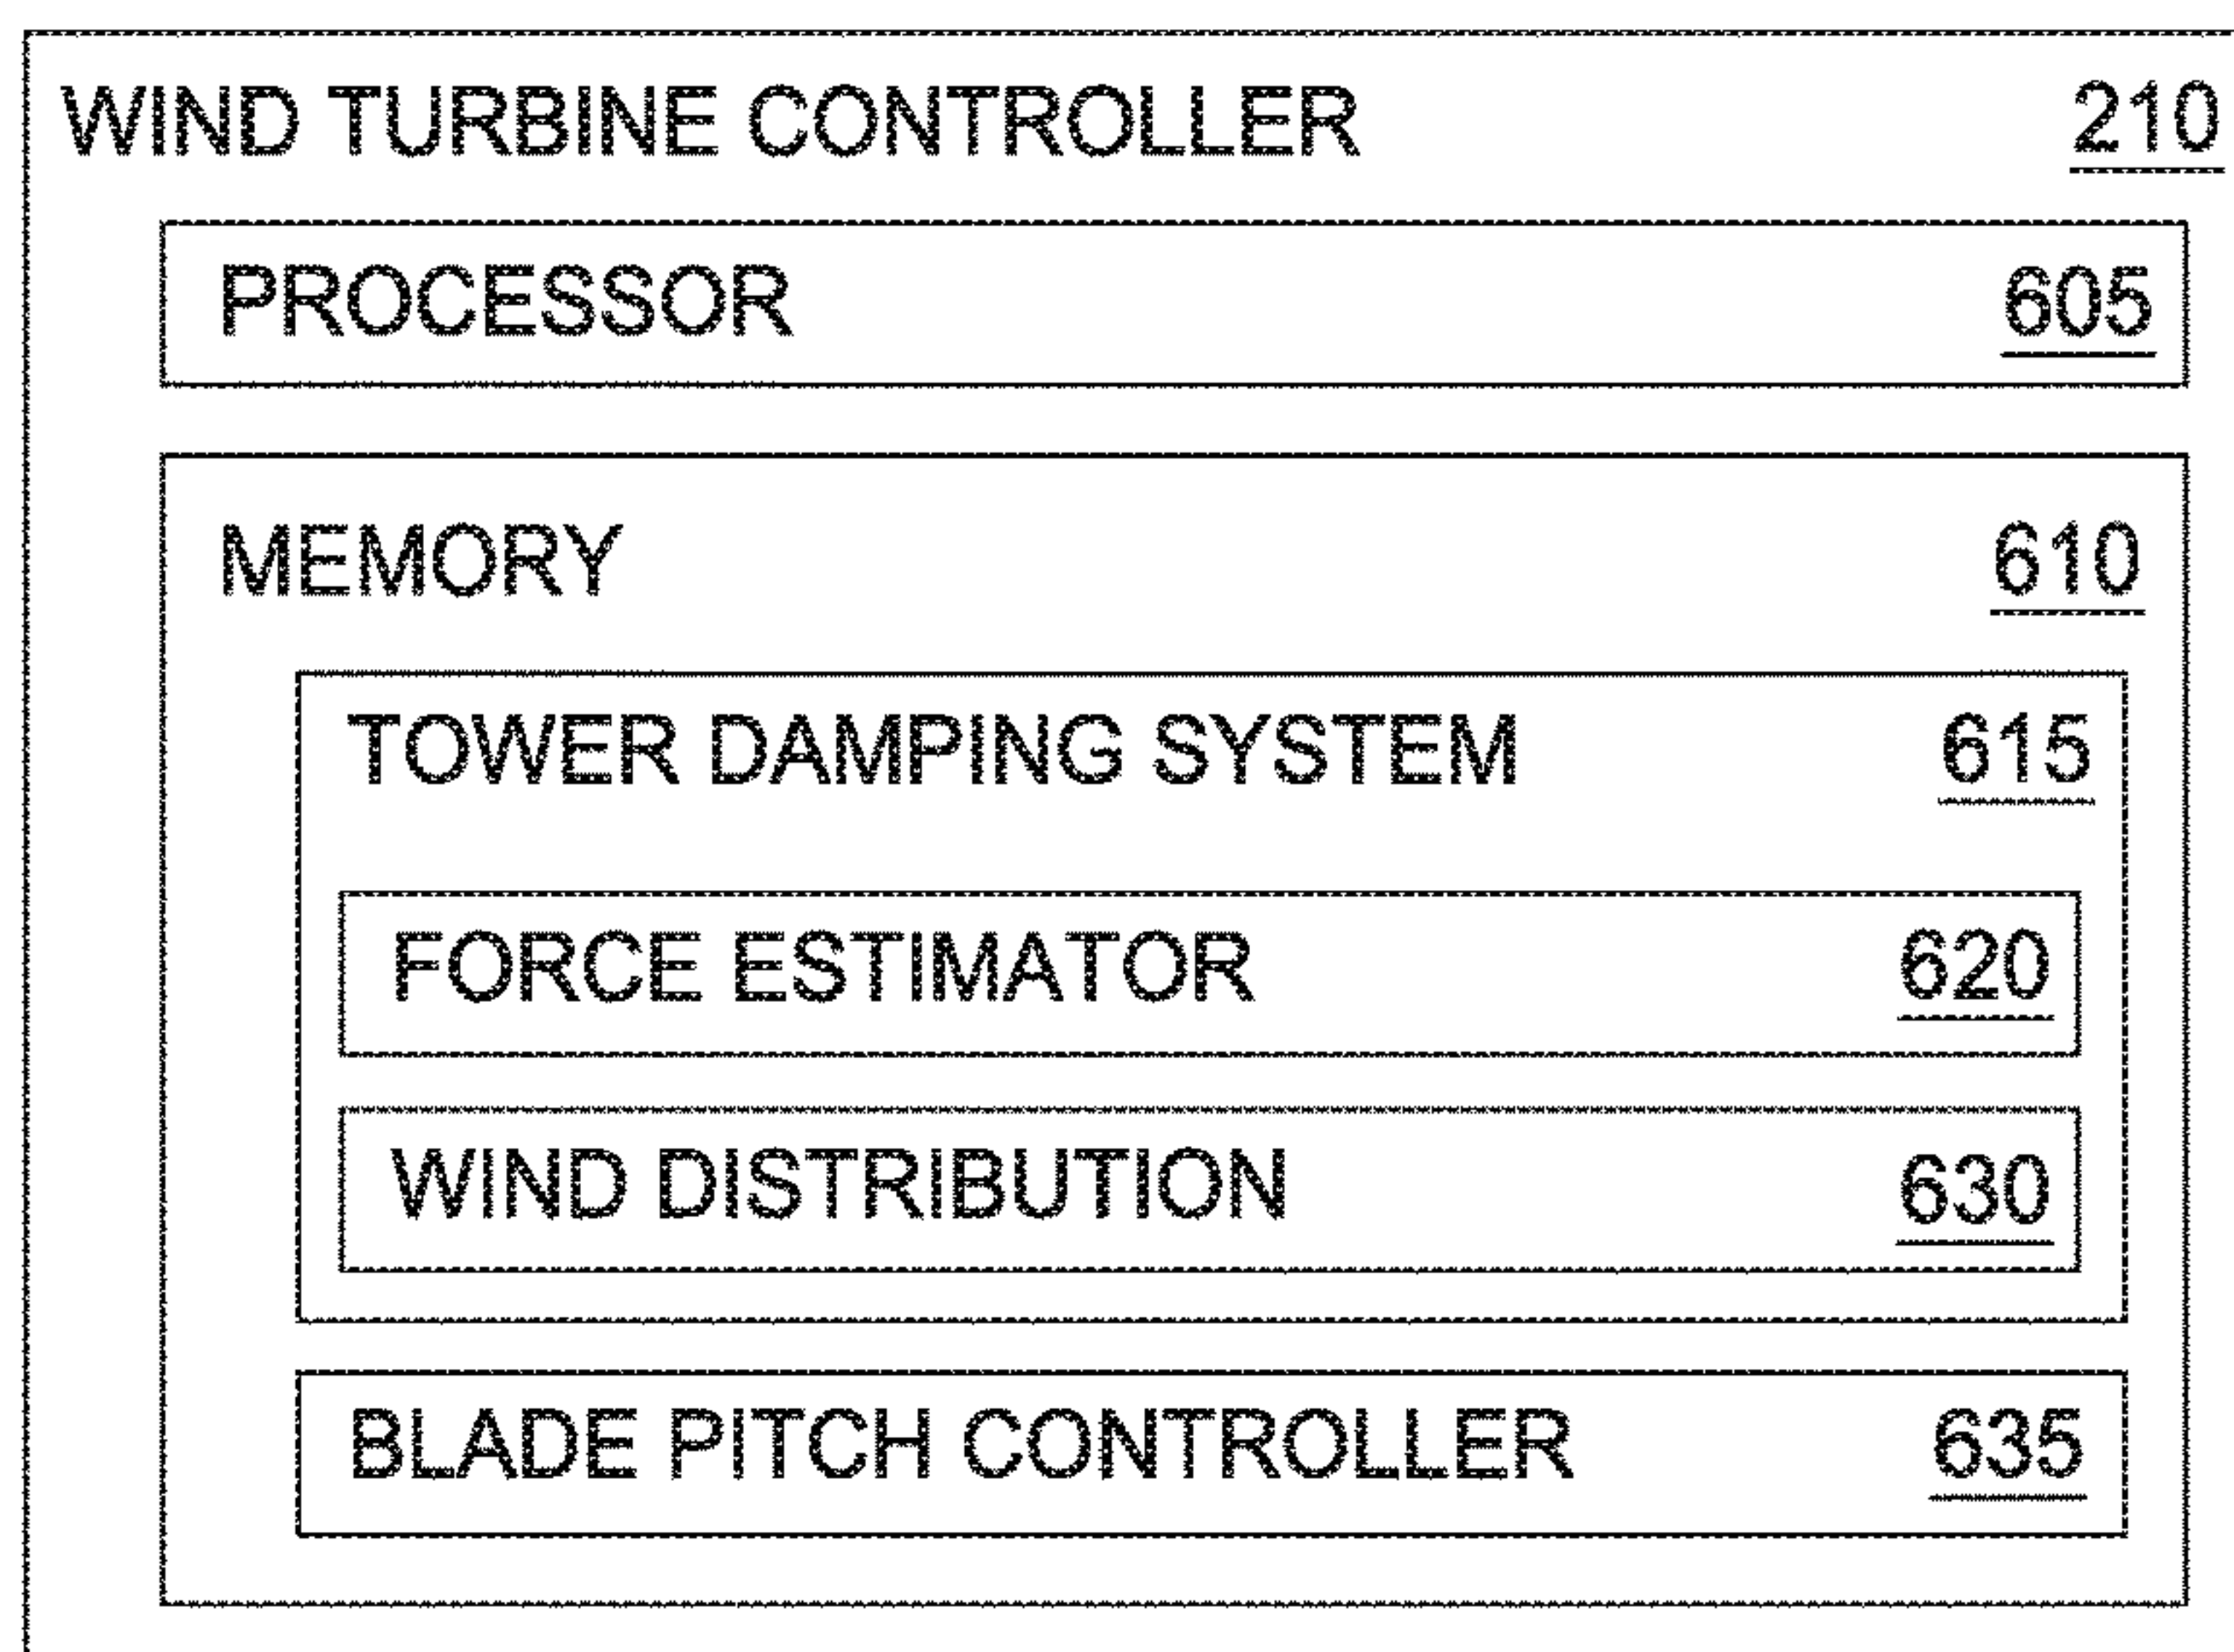 WIND TURBINE CONTROLLER 210
PROCESSOR 605
MEMORY 610
TOWER DAMPING SYSTEM 615
FORCE ESTIMATOR 620
WIND DISTRIBUTION 630
BLADE PITCH CONTROLLER 635